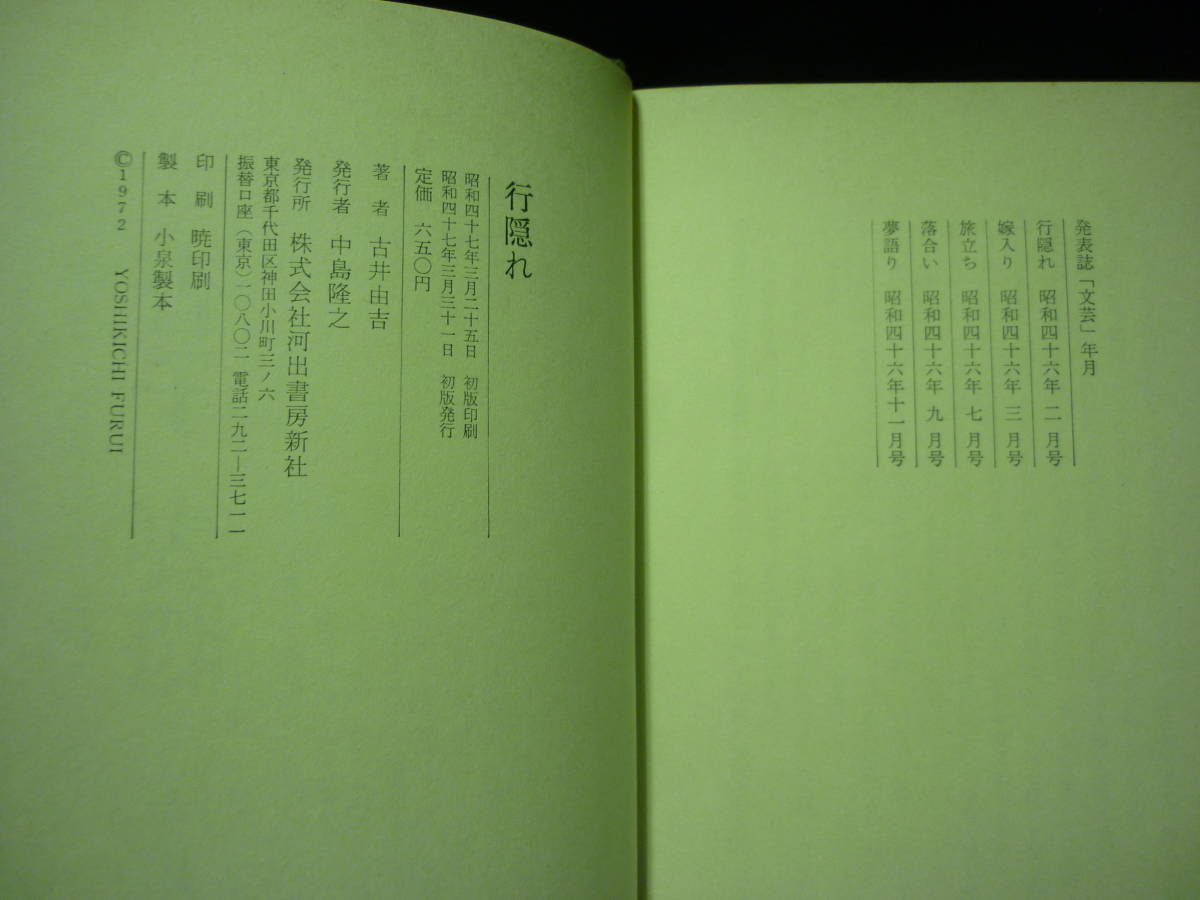 発表誌「文芸」年月
行隠れ 昭和四十六年 二 月号
嫁入り 昭和四十六年 三 月号
旅立ち 昭和四十六年 七 月号
落合い 昭和四十六年 九 月号
夢語り 昭和四十六年十一月号
行隠れ
昭和四十七年三月二十五日 初版印刷
昭和四十七年三月三十一日 初版発行
定価 六五〇円
著者 古井由吉
発行者 中島隆之
発行所 株式会社河出書房新社
東京都千代田区神田小川町三ノ六
振替口座(東京)一〇八〇二 電話二九二―三七一一
印刷 暁印刷
製本 小泉製本
©1972 YOSHIKICHI FURUI